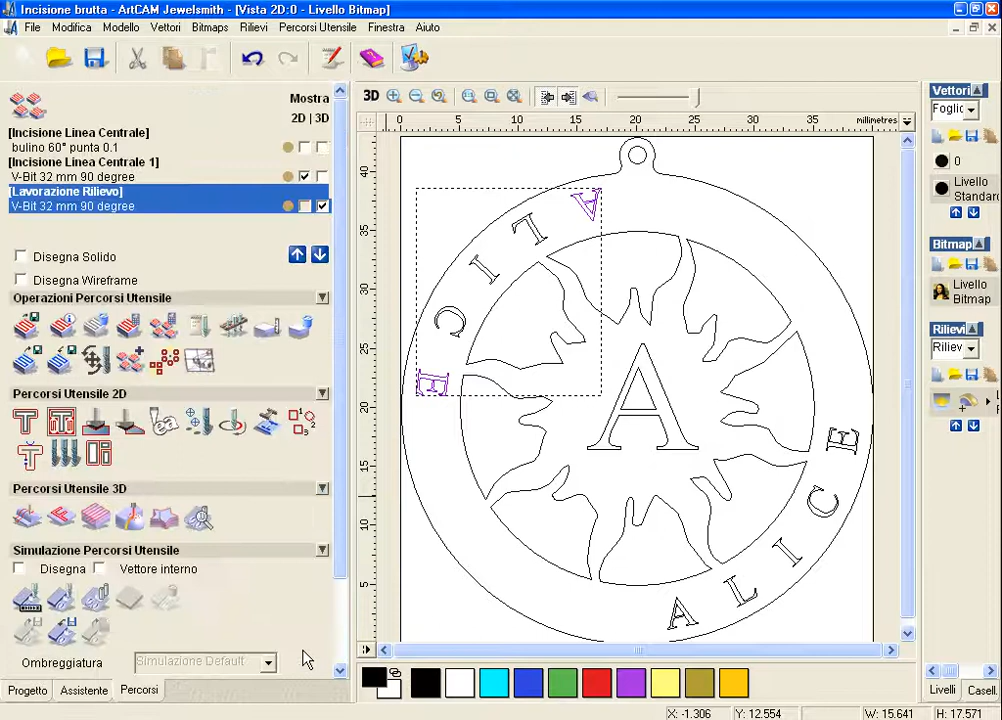 Incisione brutta - ArtCAM Jewelsmith - [Vista 2D:0 - Livello Bitmap]
File Modifica Modello Vettori Bitmaps Rilievi Percorsi Utensile Finestra Aiuto
Mostra
2D | 3D
[Incisione Linea Centrale]
bulino 60° punta 0.1
[Incisione Linea Centrale 1]
V-Bit 32 mm 90 degree
[Lavorazione Rilievo]
V-Bit 32 mm 90 degree
Disegna Solido
Disegna Wireframe
Operazioni Percorsi Utensile
Percorsi Utensile 2D
Percorsi Utensile 3D
Simulazione Percorsi Utensile
Disegna Vettore interno
Ombreggiatura Simulazione Default
Progetto Assistente Percorsi
3D
0 5 10 15 20 25 30 35 millimetres
40
35
30
25
20
15
10
5
A L I C E
A
A L I C E
Vettori
Foglio
0
Livello
Standard
Bitmap
Livello
Bitmap
Rilievi
Riliev
Livelli Casell.
X: -1.306 Y: 12.554 W: 15.641 H: 17.571